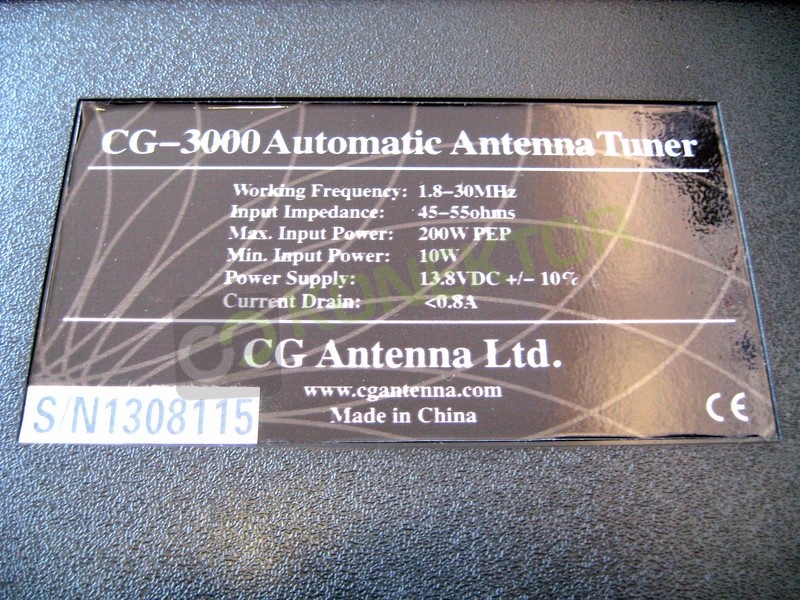 CG-3000 Automatic Antenna Tuner
Working Frequency: 1.8-30MHz
Input Impedance: 45-55ohms
Max. Input Power: 200W PEP
Min. Input Power: 10W
Power Supply: 13.8VDC +/- 10%
Current Drain: <0.8A
CG Antenna Ltd.
www.cgantenna.com
Made in China
S/N1308115
CE